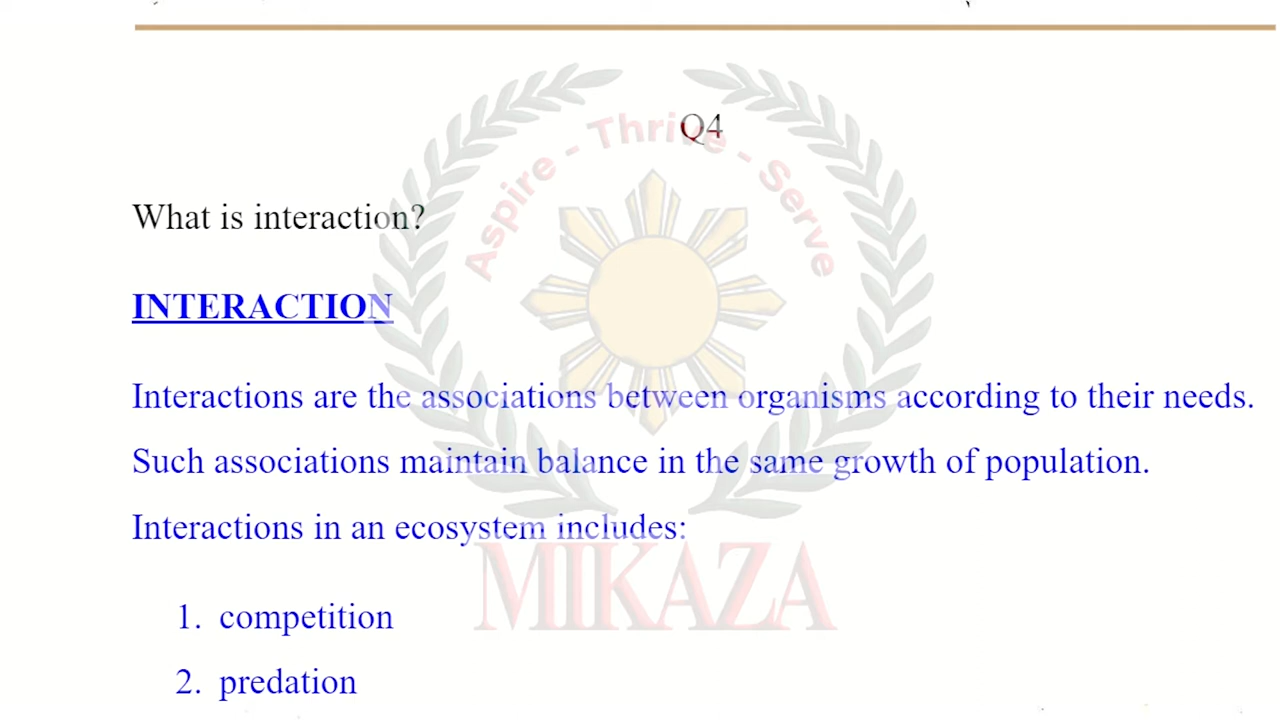 Q4
Aspire - Thrive - Serve
What is interaction?
INTERACTION
Interactions are the associations between organisms according to their needs.
Such associations maintain balance in the same growth of population.
Interactions in an ecosystem includes:
MIKAZA
1. competition
2. predation